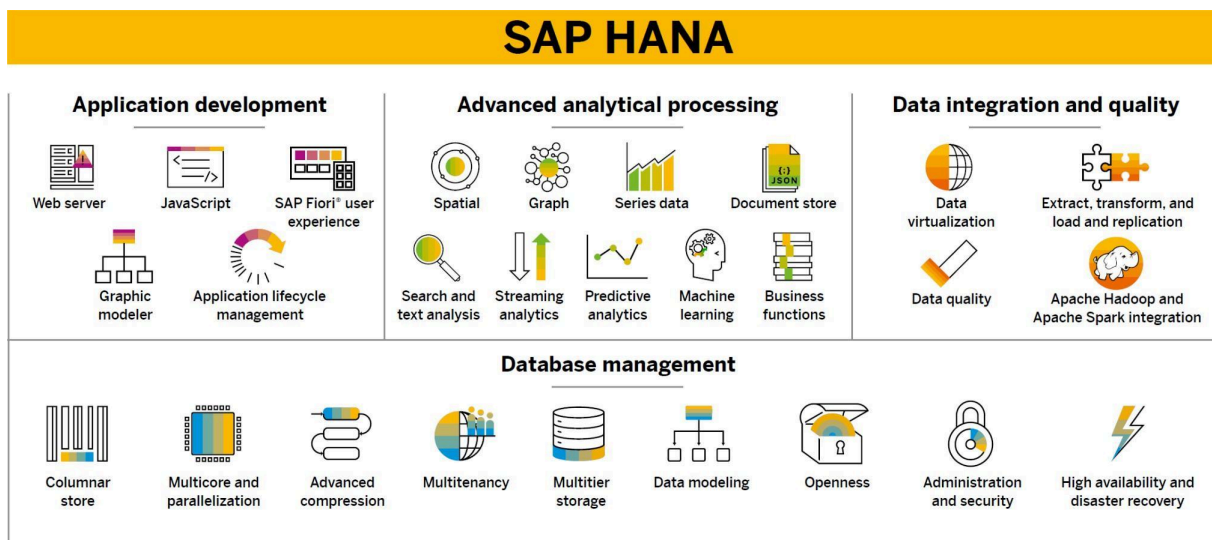 SAP HANA
Application development
Web server
JavaScript
SAP Fiori® user
experience
Graphic
modeler
Application lifecycle
management
Advanced analytical processing
Spatial
Graph
Series data
{:}
JSON
Document store
Search and
text analysis
Streaming
analytics
Predictive
analytics
Machine
learning
Business
functions
Data integration and quality
Data
virtualization
Extract, transform, and
load and replication
Data quality
Apache Hadoop and
Apache Spark integration
Database management
Columnar
store
Multicore and
parallelization
Advanced
compression
Multitenancy
Multitier
storage
Data modeling
Openness
Administration
and security
High availability and
disaster recovery